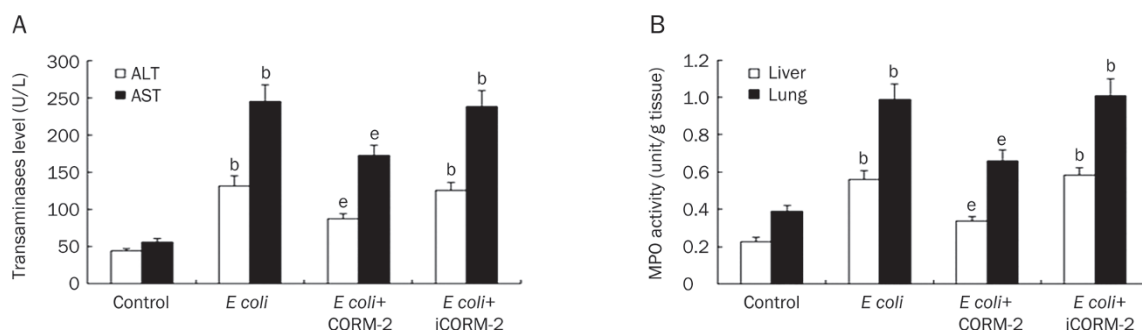 A
Transaminases level (U/L)
300
250
200
150
100
50
0
ALT
AST
b
b
e
e
b
b
Control
E coli
E coli+
CORM-2
E coli+
iCORM-2
B
MPO activity (unit/g tissue)
1.2
1.0
0.8
0.6
0.4
0.2
0
Liver
Lung
b
b
e
e
b
b
Control
E coli
E coli+
CORM-2
E coli+
iCORM-2